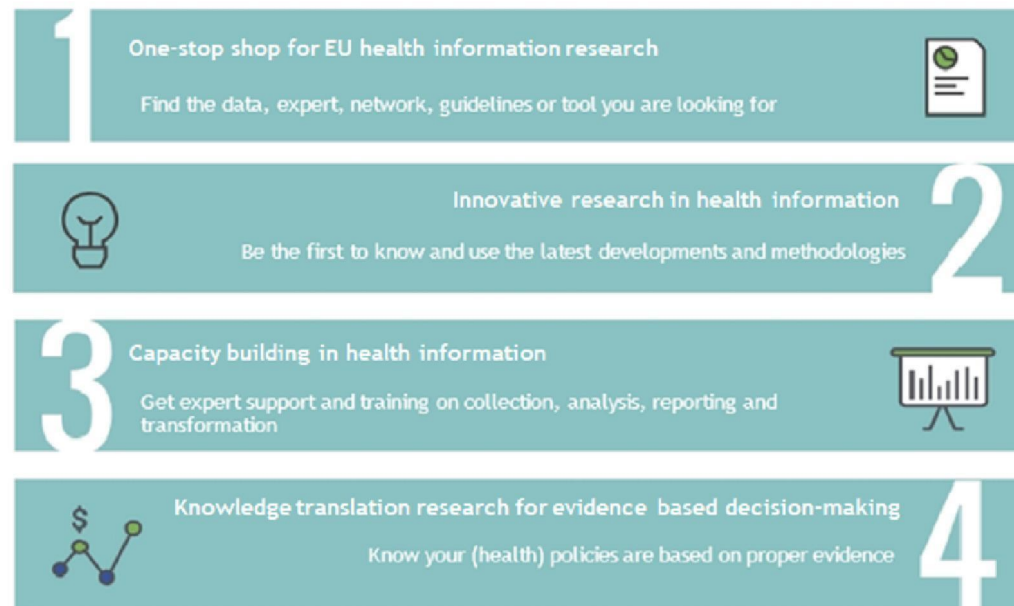 1
One-stop shop for EU health information research
Find the data, expert, network, guidelines or tool you are looking for
Innovative research in health information
2
Be the first to know and use the latest developments and methodologies
3
Capacity building in health information
Get expert support and training on collection, analysis, reporting and
transformation
$
Knowledge translation research for evidence based decision-making
4
Know your (health) policies are based on proper evidence